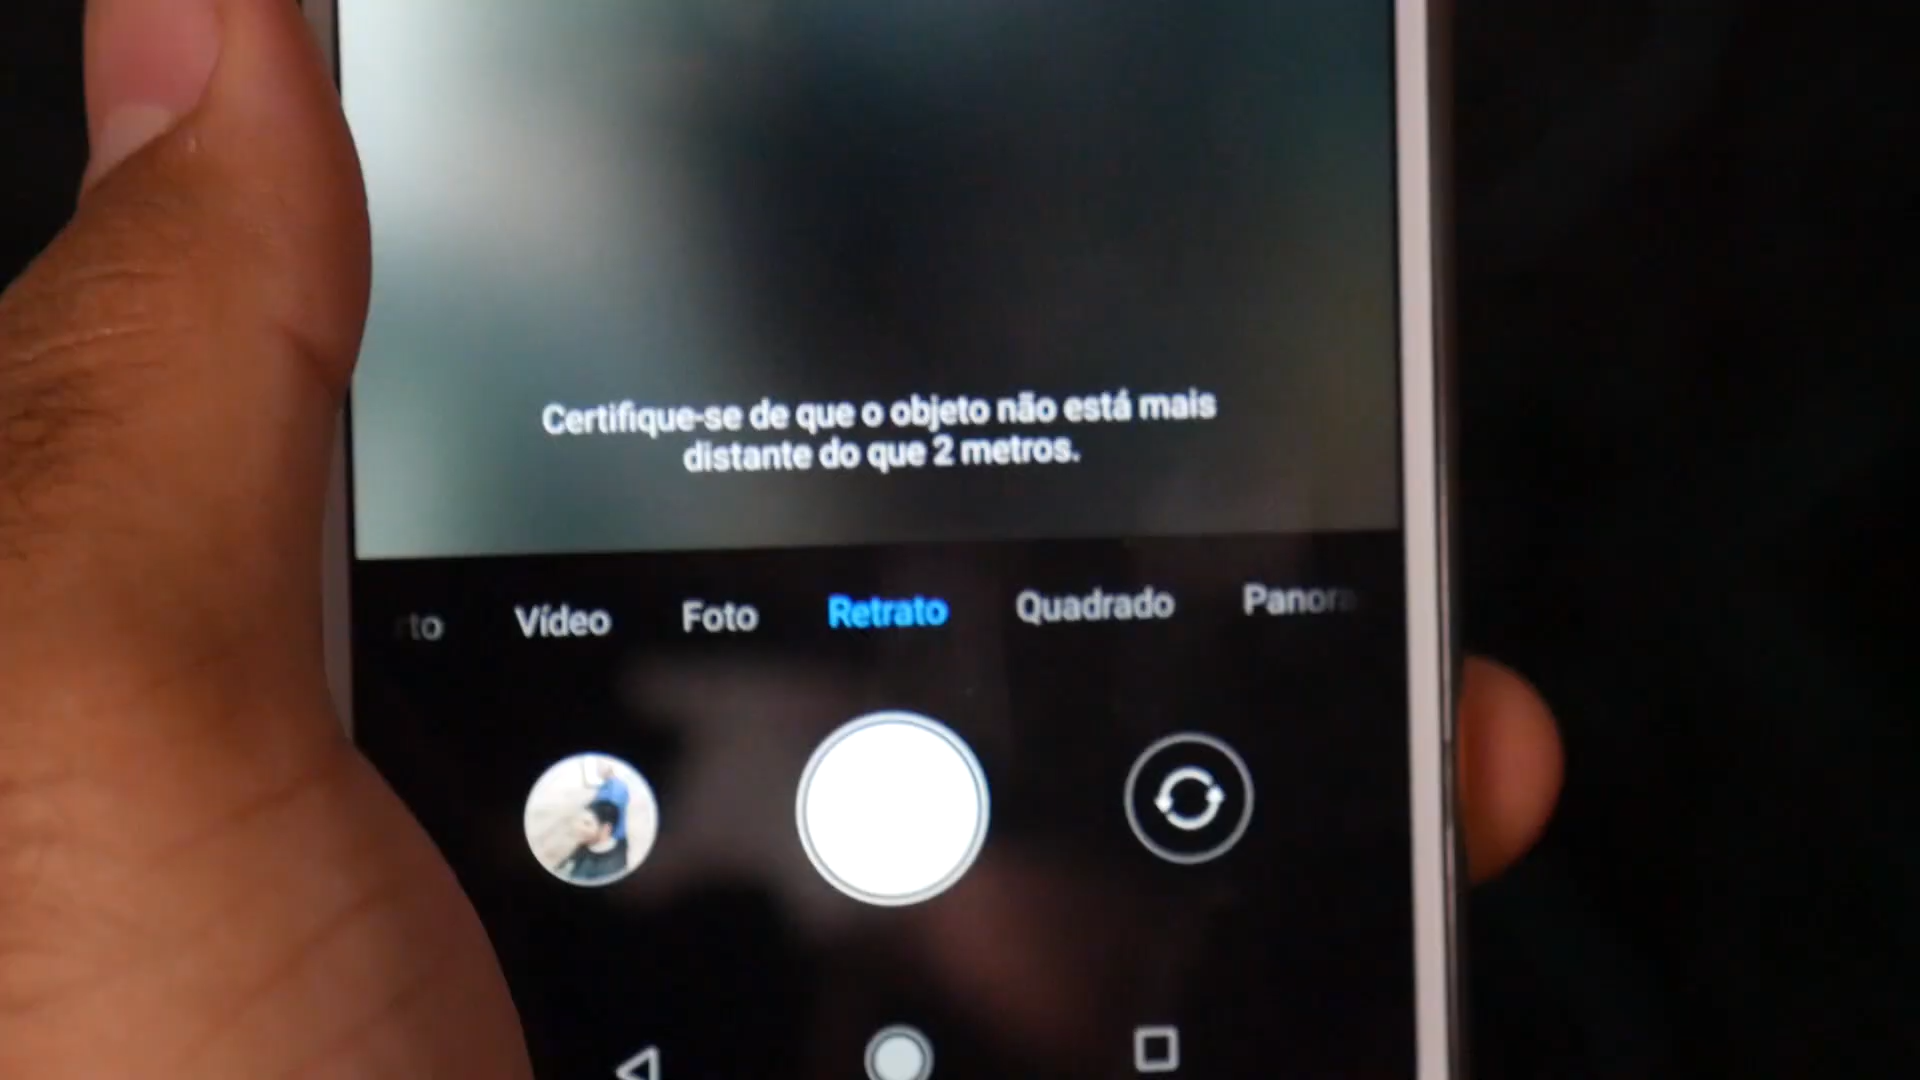 Certifique-se de que o objeto não está mais
distante do que 2 metros.
Vídeo Foto Retrato Quadrado